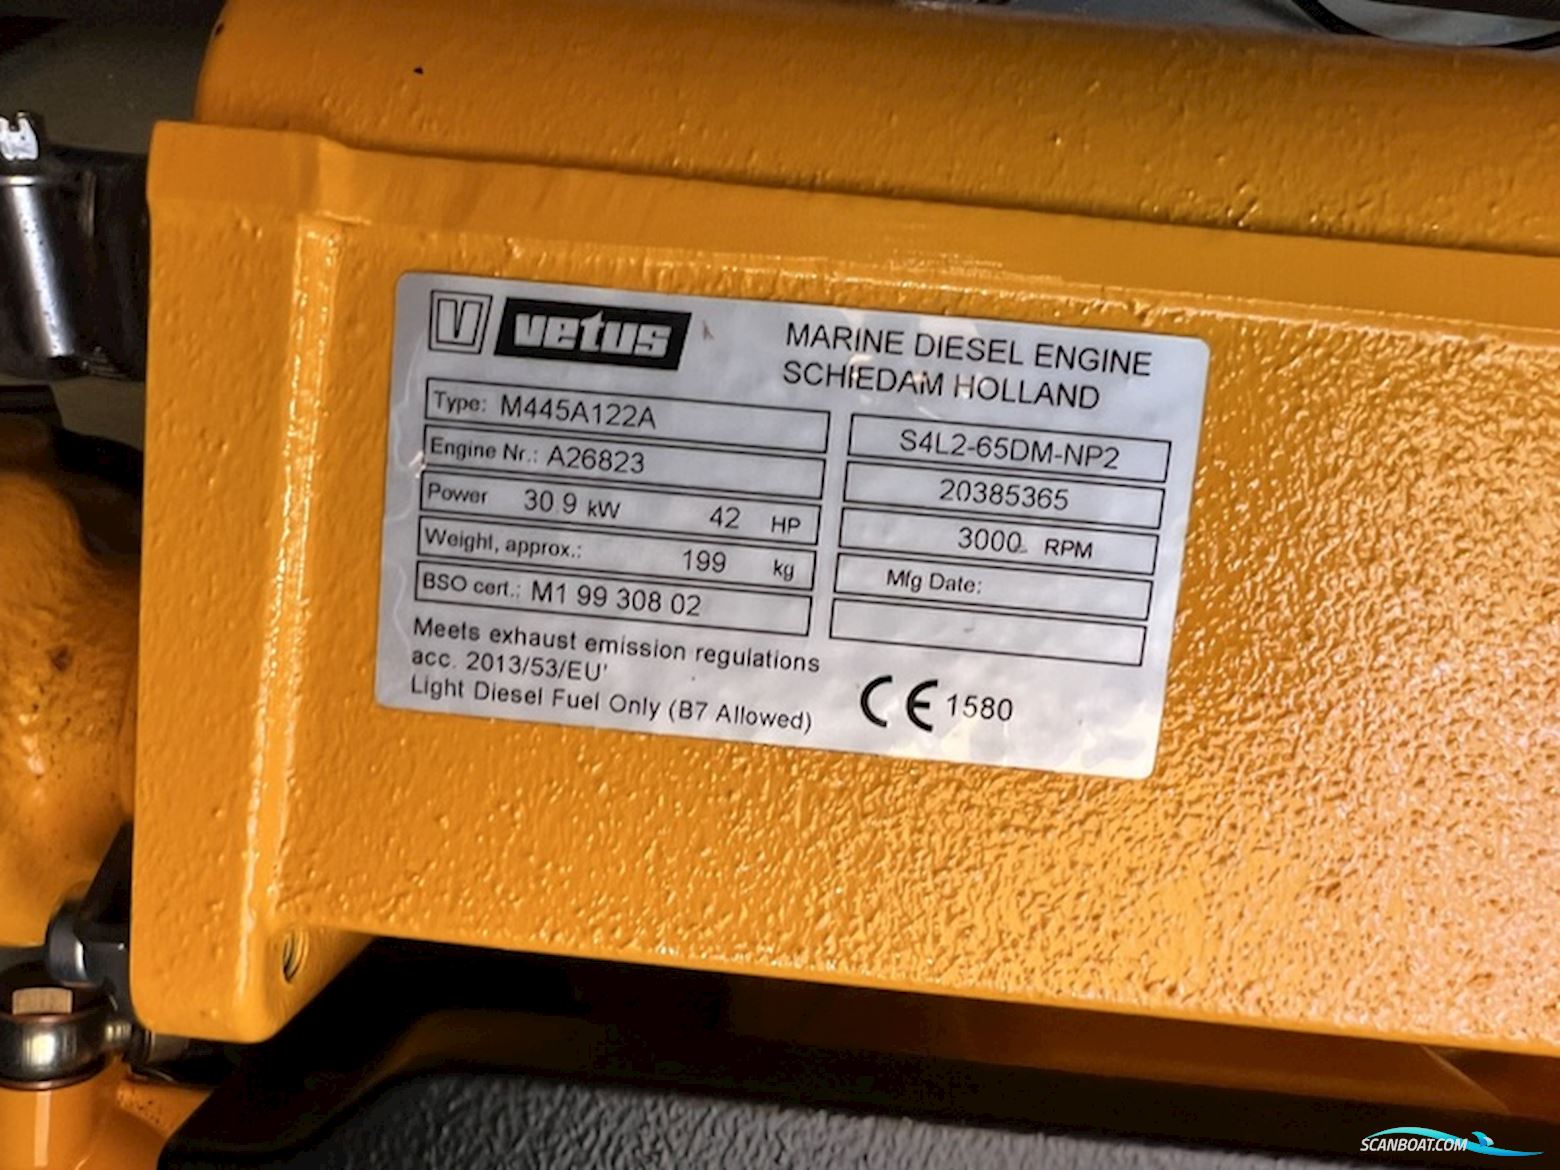 V vetus MARINE DIESEL ENGINE
SCHIEDAM HOLLAND
Type: M445A122A S4L2-65DM-NP2
Engine Nr.: A26823 20385365
Power 30.9 kW 42 HP 3000 RPM
Weight, approx.: 199 kg Mfg Date:
BSO cert.: M1 99 308 02
Meets exhaust emission regulations
acc. 2013/53/EU'
Light Diesel Fuel Only (B7 Allowed) CE 1580
SCANBOAT.COM